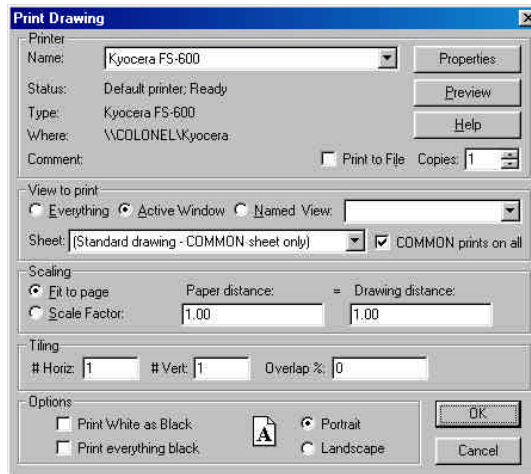 Print Drawing
Printer
Name: Kyocera FS-600 Properties
Status: Default printer; Ready Preview
Type: Kyocera FS-600
Where: \\COLONEL\Kyocera Help
Comment: Print to File Copies: 1
View to print
Everything Active Window Named View:
Sheet: (Standard drawing - COMMON sheet only) COMMON prints on all
Scaling
Fit to page Paper distance: = Drawing distance:
Scale Factor: 1.00 1.00
Tiling
# Horiz: 1 # Vert: 1 Overlap %: 0
Options
Print White as Black A Portrait OK
Print everything black Landscape Cancel